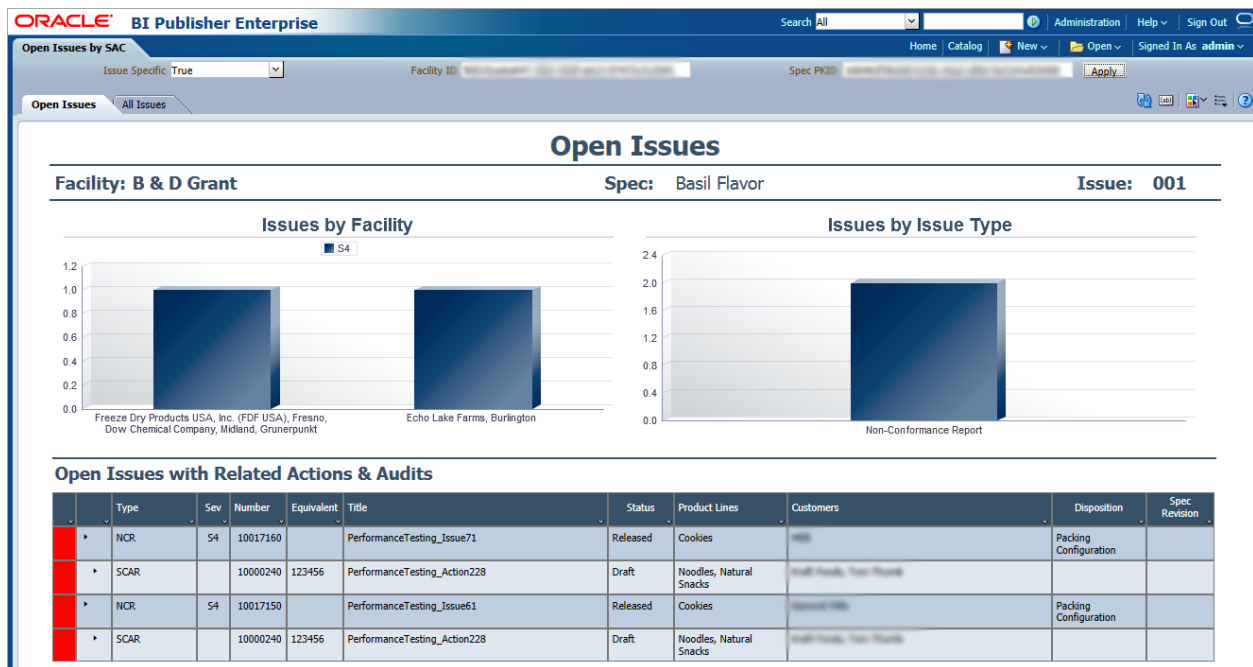 ORACLE BI Publisher Enterprise Search All Administration Help Sign Out
Open Issues by SAC Home Catalog New Open Signed In As admin
Issue Specific True Facility ID Spec PKID Apply
Open Issues All Issues
Open Issues
Facility: B & D Grant Spec: Basil Flavor Issue: 001
Issues by Facility
S4
1.2
1.0
0.8
0.6
0.4
0.2
0.0
Freeze Dry Products USA, Inc. (FDF USA), Fresno,
Dow Chemical Company, Midland, Grunerpunkt
Echo Lake Farms, Burlington
Issues by Issue Type
2.4
2.0
1.6
1.2
0.8
0.4
0.0
Non-Conformance Report
Open Issues with Related Actions & Audits
Type Sev Number Equivalent Title Status Product Lines Customers Disposition Spec
Revision
NCR S4 10017160 PerformanceTesting_Issue71 Released Cookies Packing
Configuration
SCAR 10000240 123456 PerformanceTesting_Action228 Draft Noodles, Natural
Snacks
NCR S4 10017150 PerformanceTesting_Issue61 Released Cookies Packing
Configuration
SCAR 10000240 123456 PerformanceTesting_Action228 Draft Noodles, Natural
Snacks